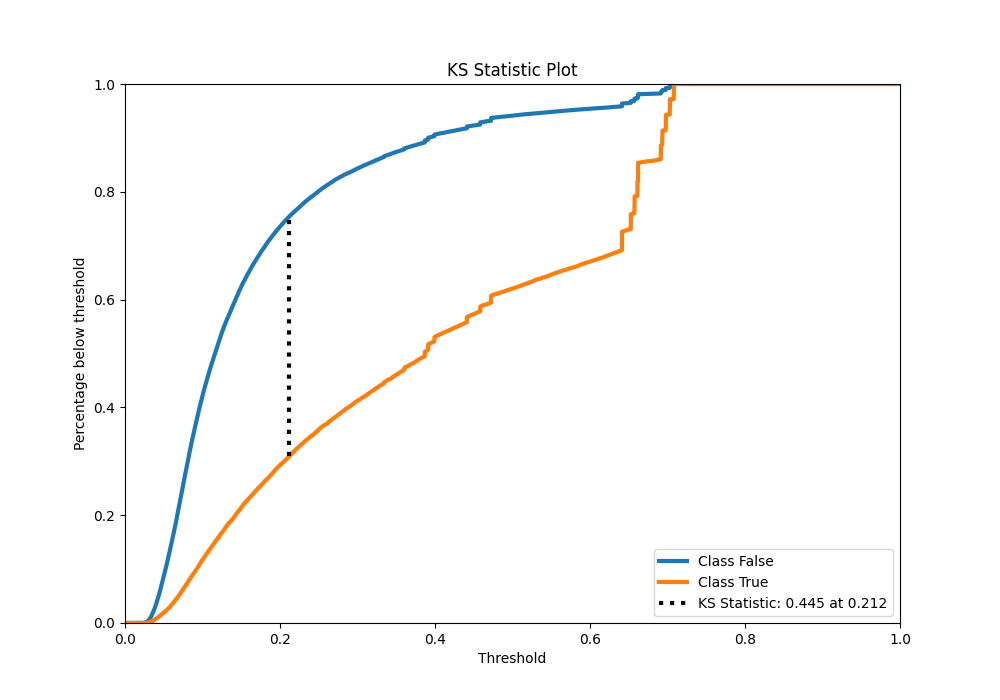 KS Statistic Plot
1.0
0.8
0.6
0.4
0.2
0.0
Percentage below threshold
0.0 0.2 0.4 0.6 0.8 1.0
Threshold
Class False
Class True
KS Statistic: 0.445 at 0.212